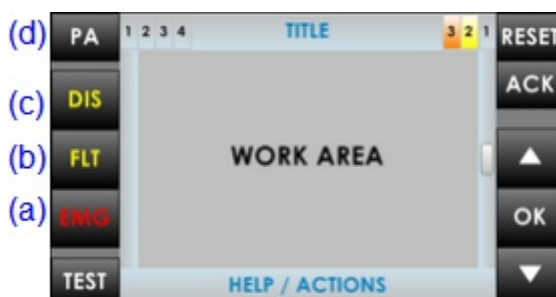 (d) PA 1 2 3 4 TITLE 3 2 1 RESET
(c) DIS ACK
(b) FLT WORK AREA
(a) EMG OK
TEST HELP / ACTIONS